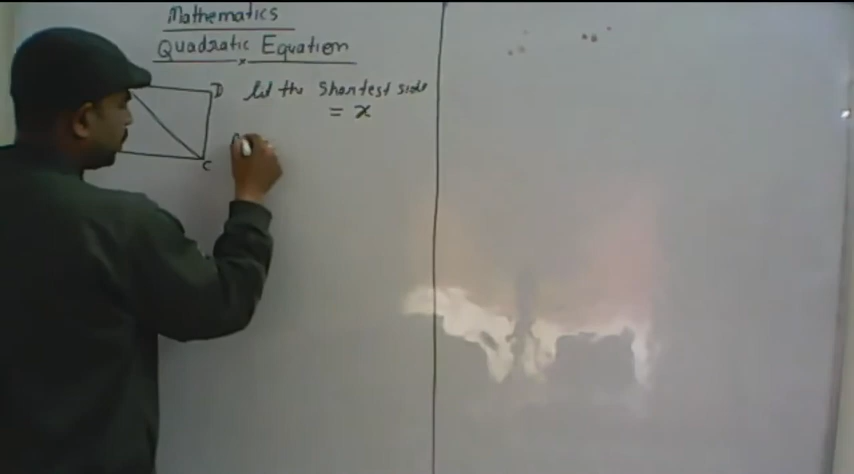 Mathematics
Quadratic Equation
D
let the Shortest side
= x
C